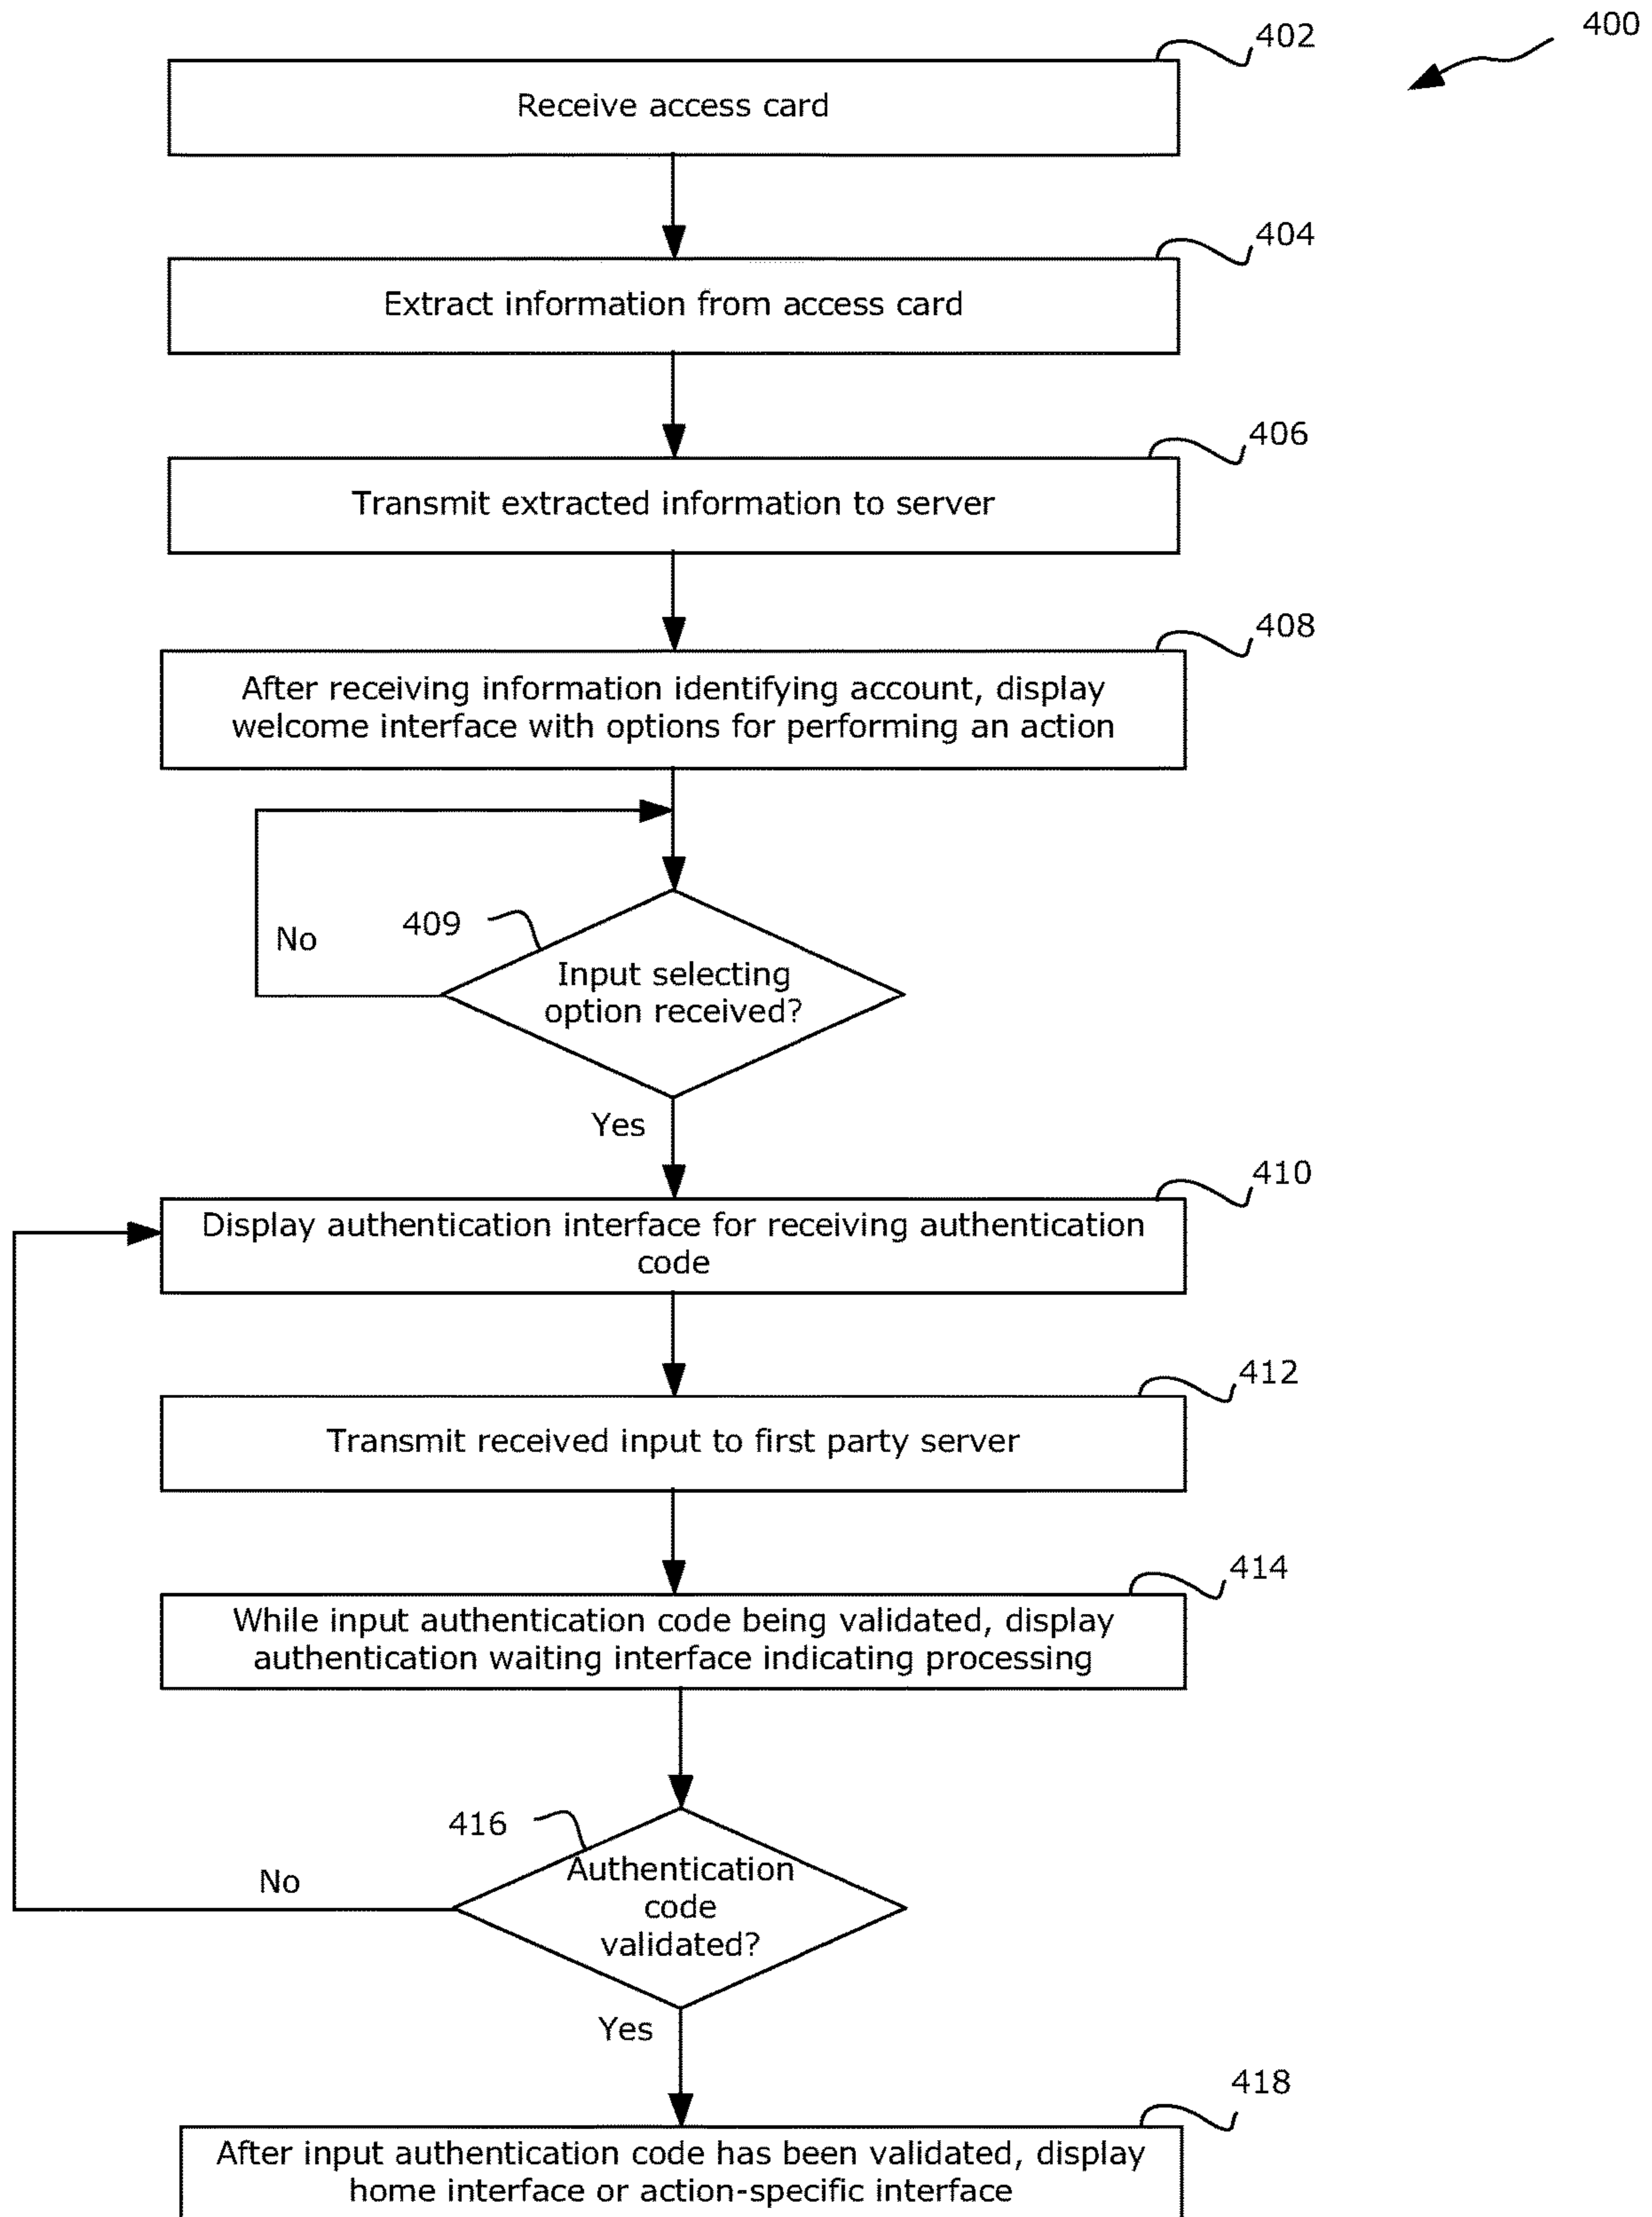 400
402
Receive access card
404
Extract information from access card
406
Transmit extracted information to server
408
After receiving information identifying account, display
welcome interface with options for performing an action
409
No
Input selecting
option received?
Yes
410
Display authentication interface for receiving authentication
code
412
Transmit received input to first party server
414
While input authentication code being validated, display
authentication waiting interface indicating processing
416
No
Authentication
code
validated?
Yes
418
After input authentication code has been validated, display
home interface or action-specific interface